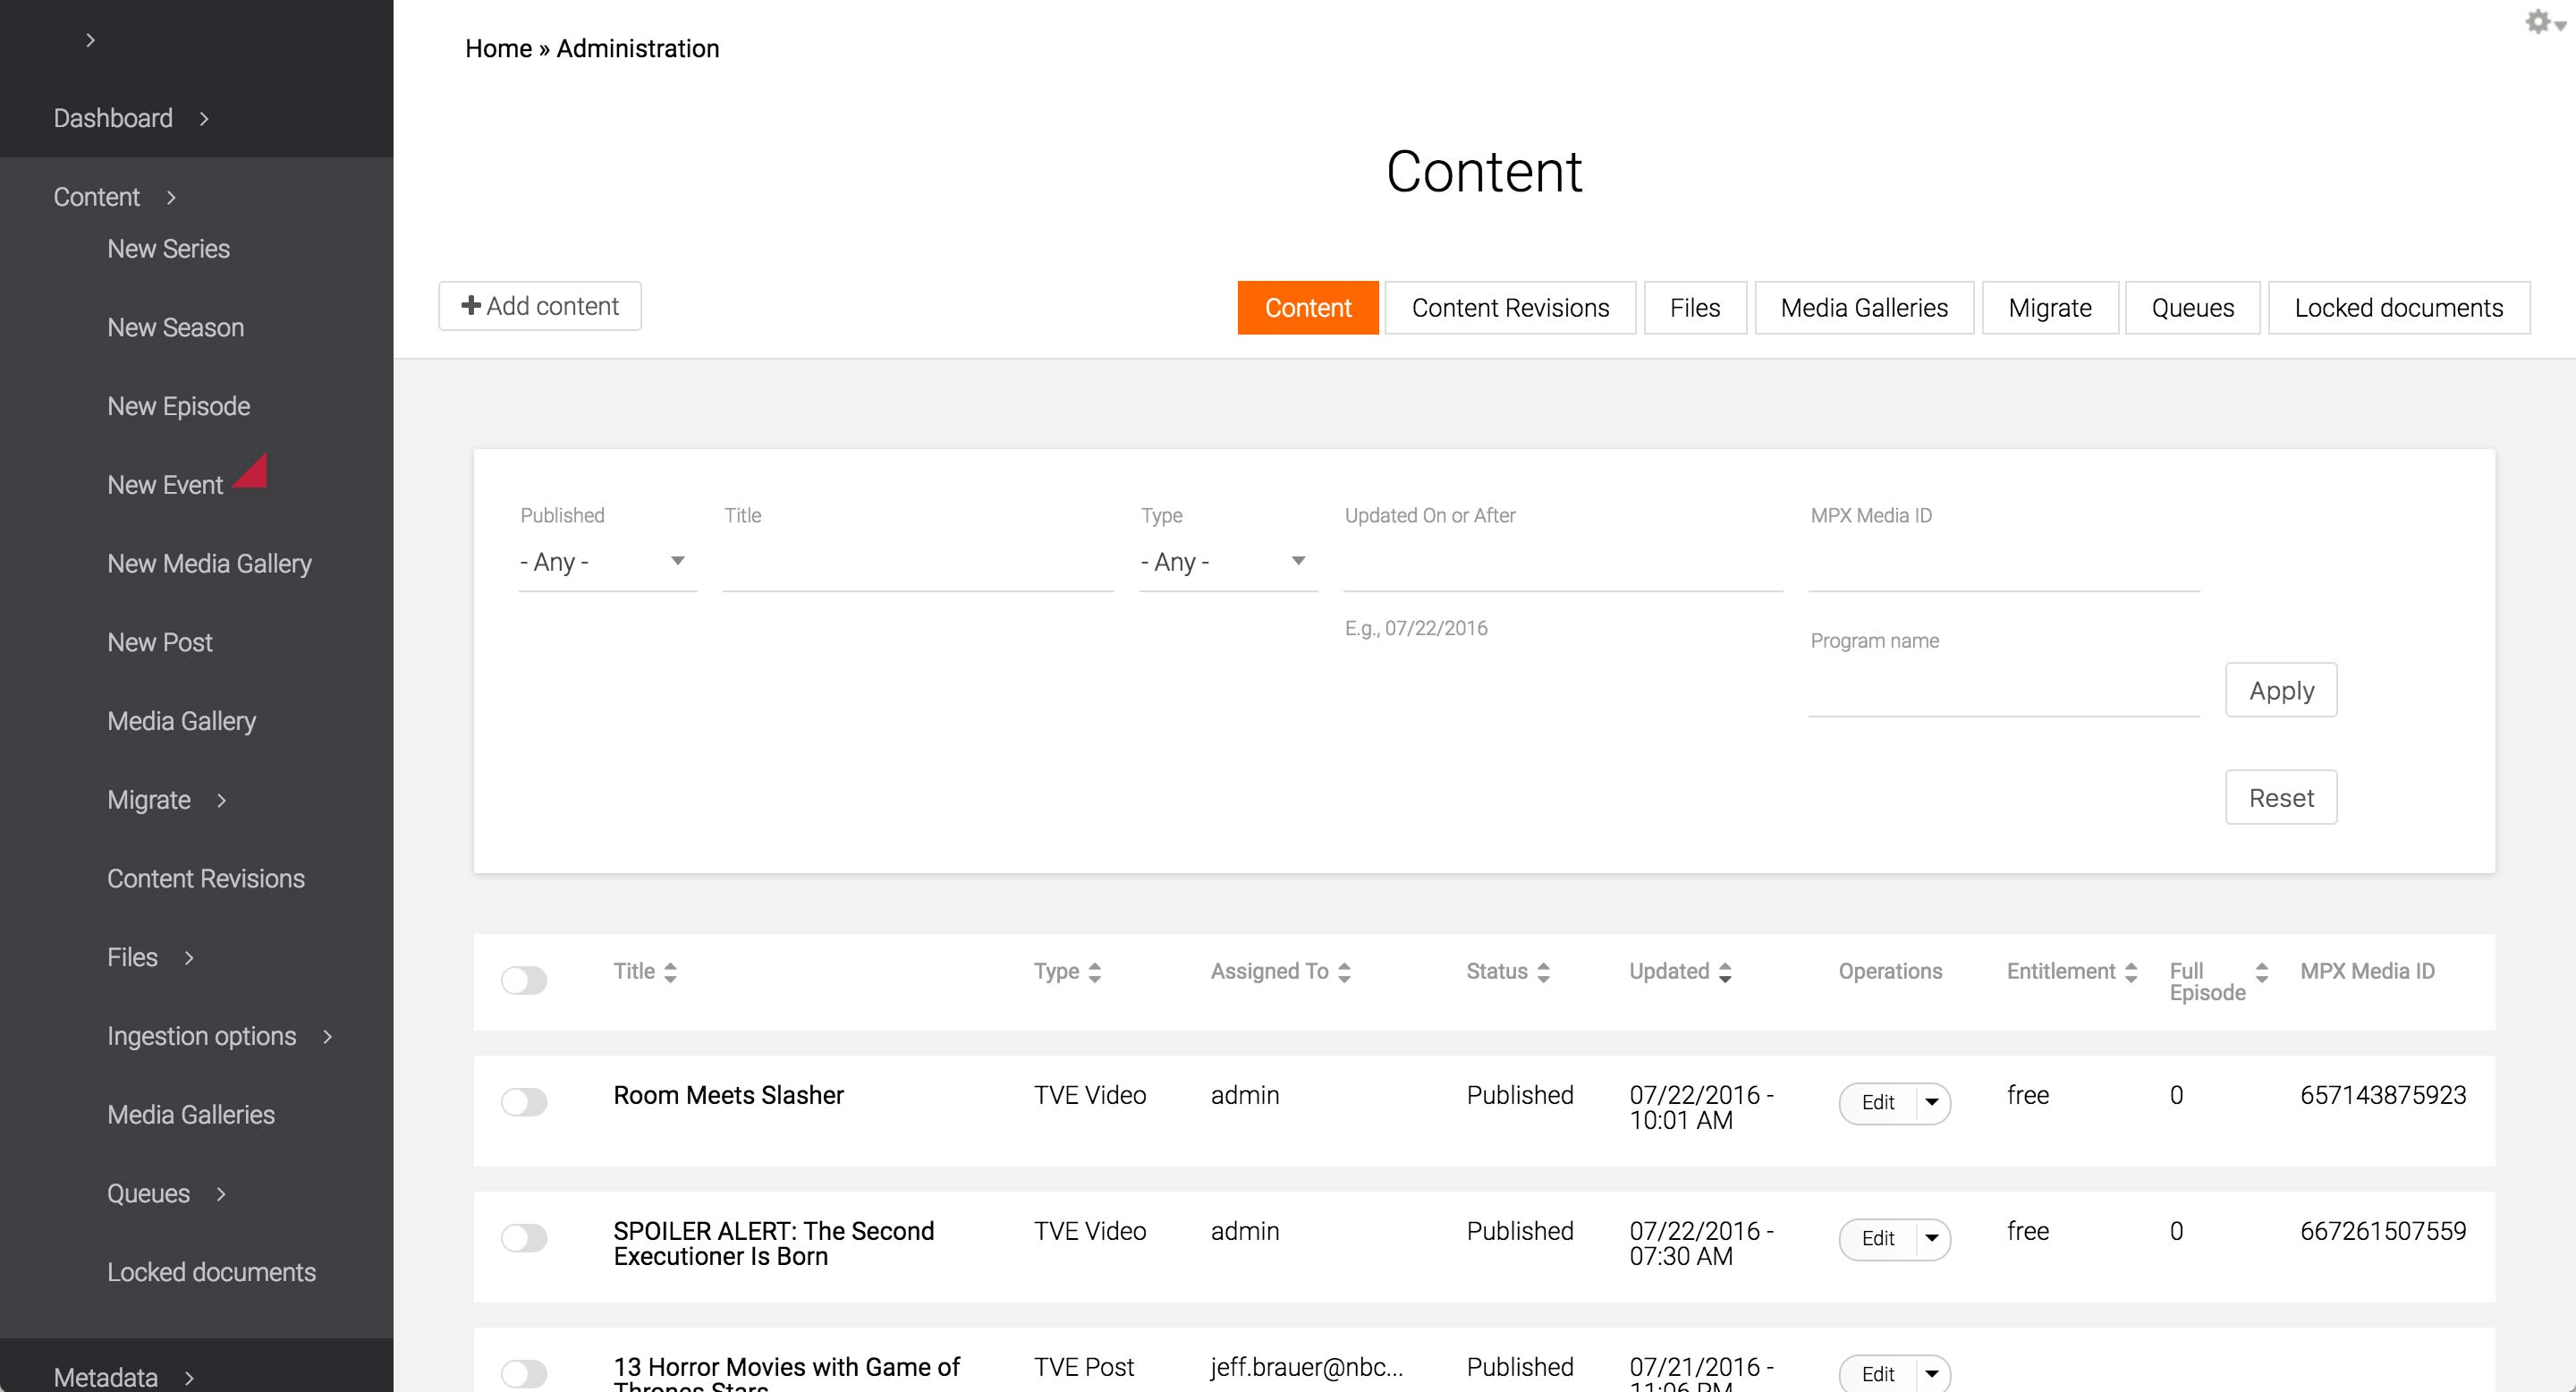 Home » Administration
Dashboard
Content
New Series
New Season
New Episode
New Event
New Media Gallery
New Post
Media Gallery
Migrate
Content Revisions
Files
Ingestion options
Media Galleries
Queues
Locked documents
Metadata
Content
Add content
Content Content Revisions Files Media Galleries Migrate Queues Locked documents
Published Title Type Updated On or After MPX Media ID
- Any - - Any -
E.g., 07/22/2016
Program name
Apply
Reset
Title Type Assigned To Status Updated Operations Entitlement Full MPX Media ID
Episode
Room Meets Slasher TVE Video admin Published 07/22/2016 - Edit free 0 657143875923
10:01 AM
SPOILER ALERT: The Second TVE Video admin Published 07/22/2016 - Edit free 0 667261507559
Executioner Is Born 07:30 AM
13 Horror Movies with Game of TVE Post jeff.brauer@nbc... Published 07/21/2016 - Edit
Thrones Stars 11:06 PM